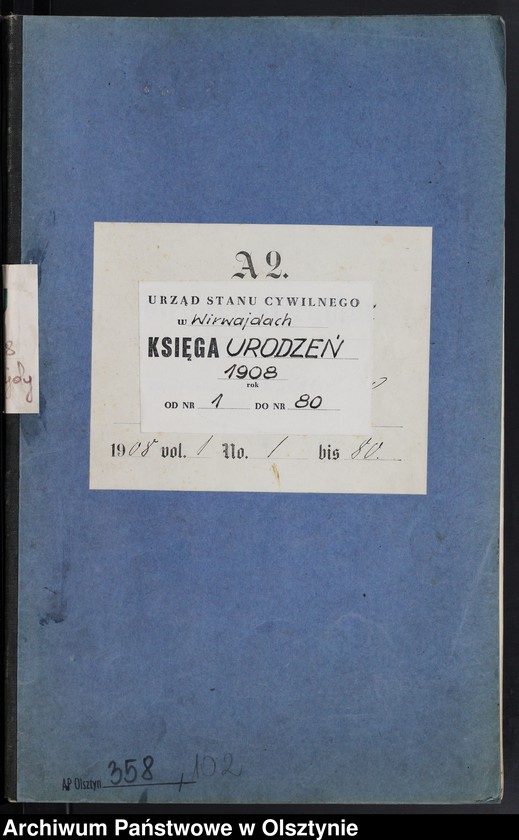 A 2.
URZĄD STANU CYWILNEGO
w Wirwajdach
KSIĘGA URODZEŃ
1908
rok
OD NR 1 DO NR 80
1908 vol. 1 No. 1 bis 80.
AP Olsztyn 358, 102
Archiwum Państwowe w Olsztynie